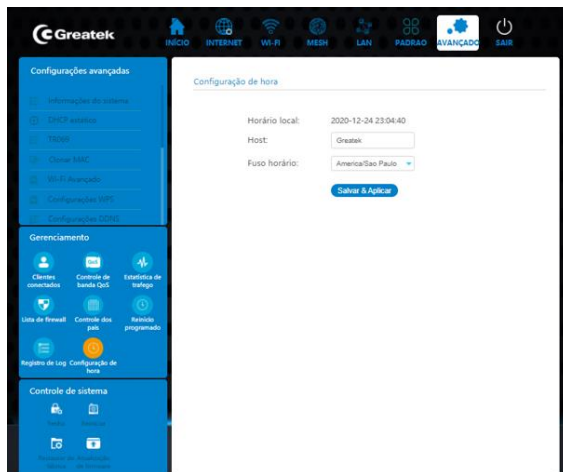 Greatek
INÍCIO
INTERNET
WI-FI
MESH
LAN
PADRAO
AVANÇADO
SAIR
Configurações avançadas
Informações do sistema
DHCP estático
TR069
Clonar MAC
Wi-Fi Avançado
Configurações WPS
Configurações DDNS
Gerenciamento
Clientes conectados
QoS
Controle de banda QoS
Estatística de trafego
Lista de firewall
Controle dos pais
Reinício programado
Registro de Log
Configuração de hora
Controle de sistema
Configuração de hora
Horário local: 2020-12-24 23:04:40
Host: Greatek
Fuso horário: America/Sao Paulo
Salvar & Aplicar